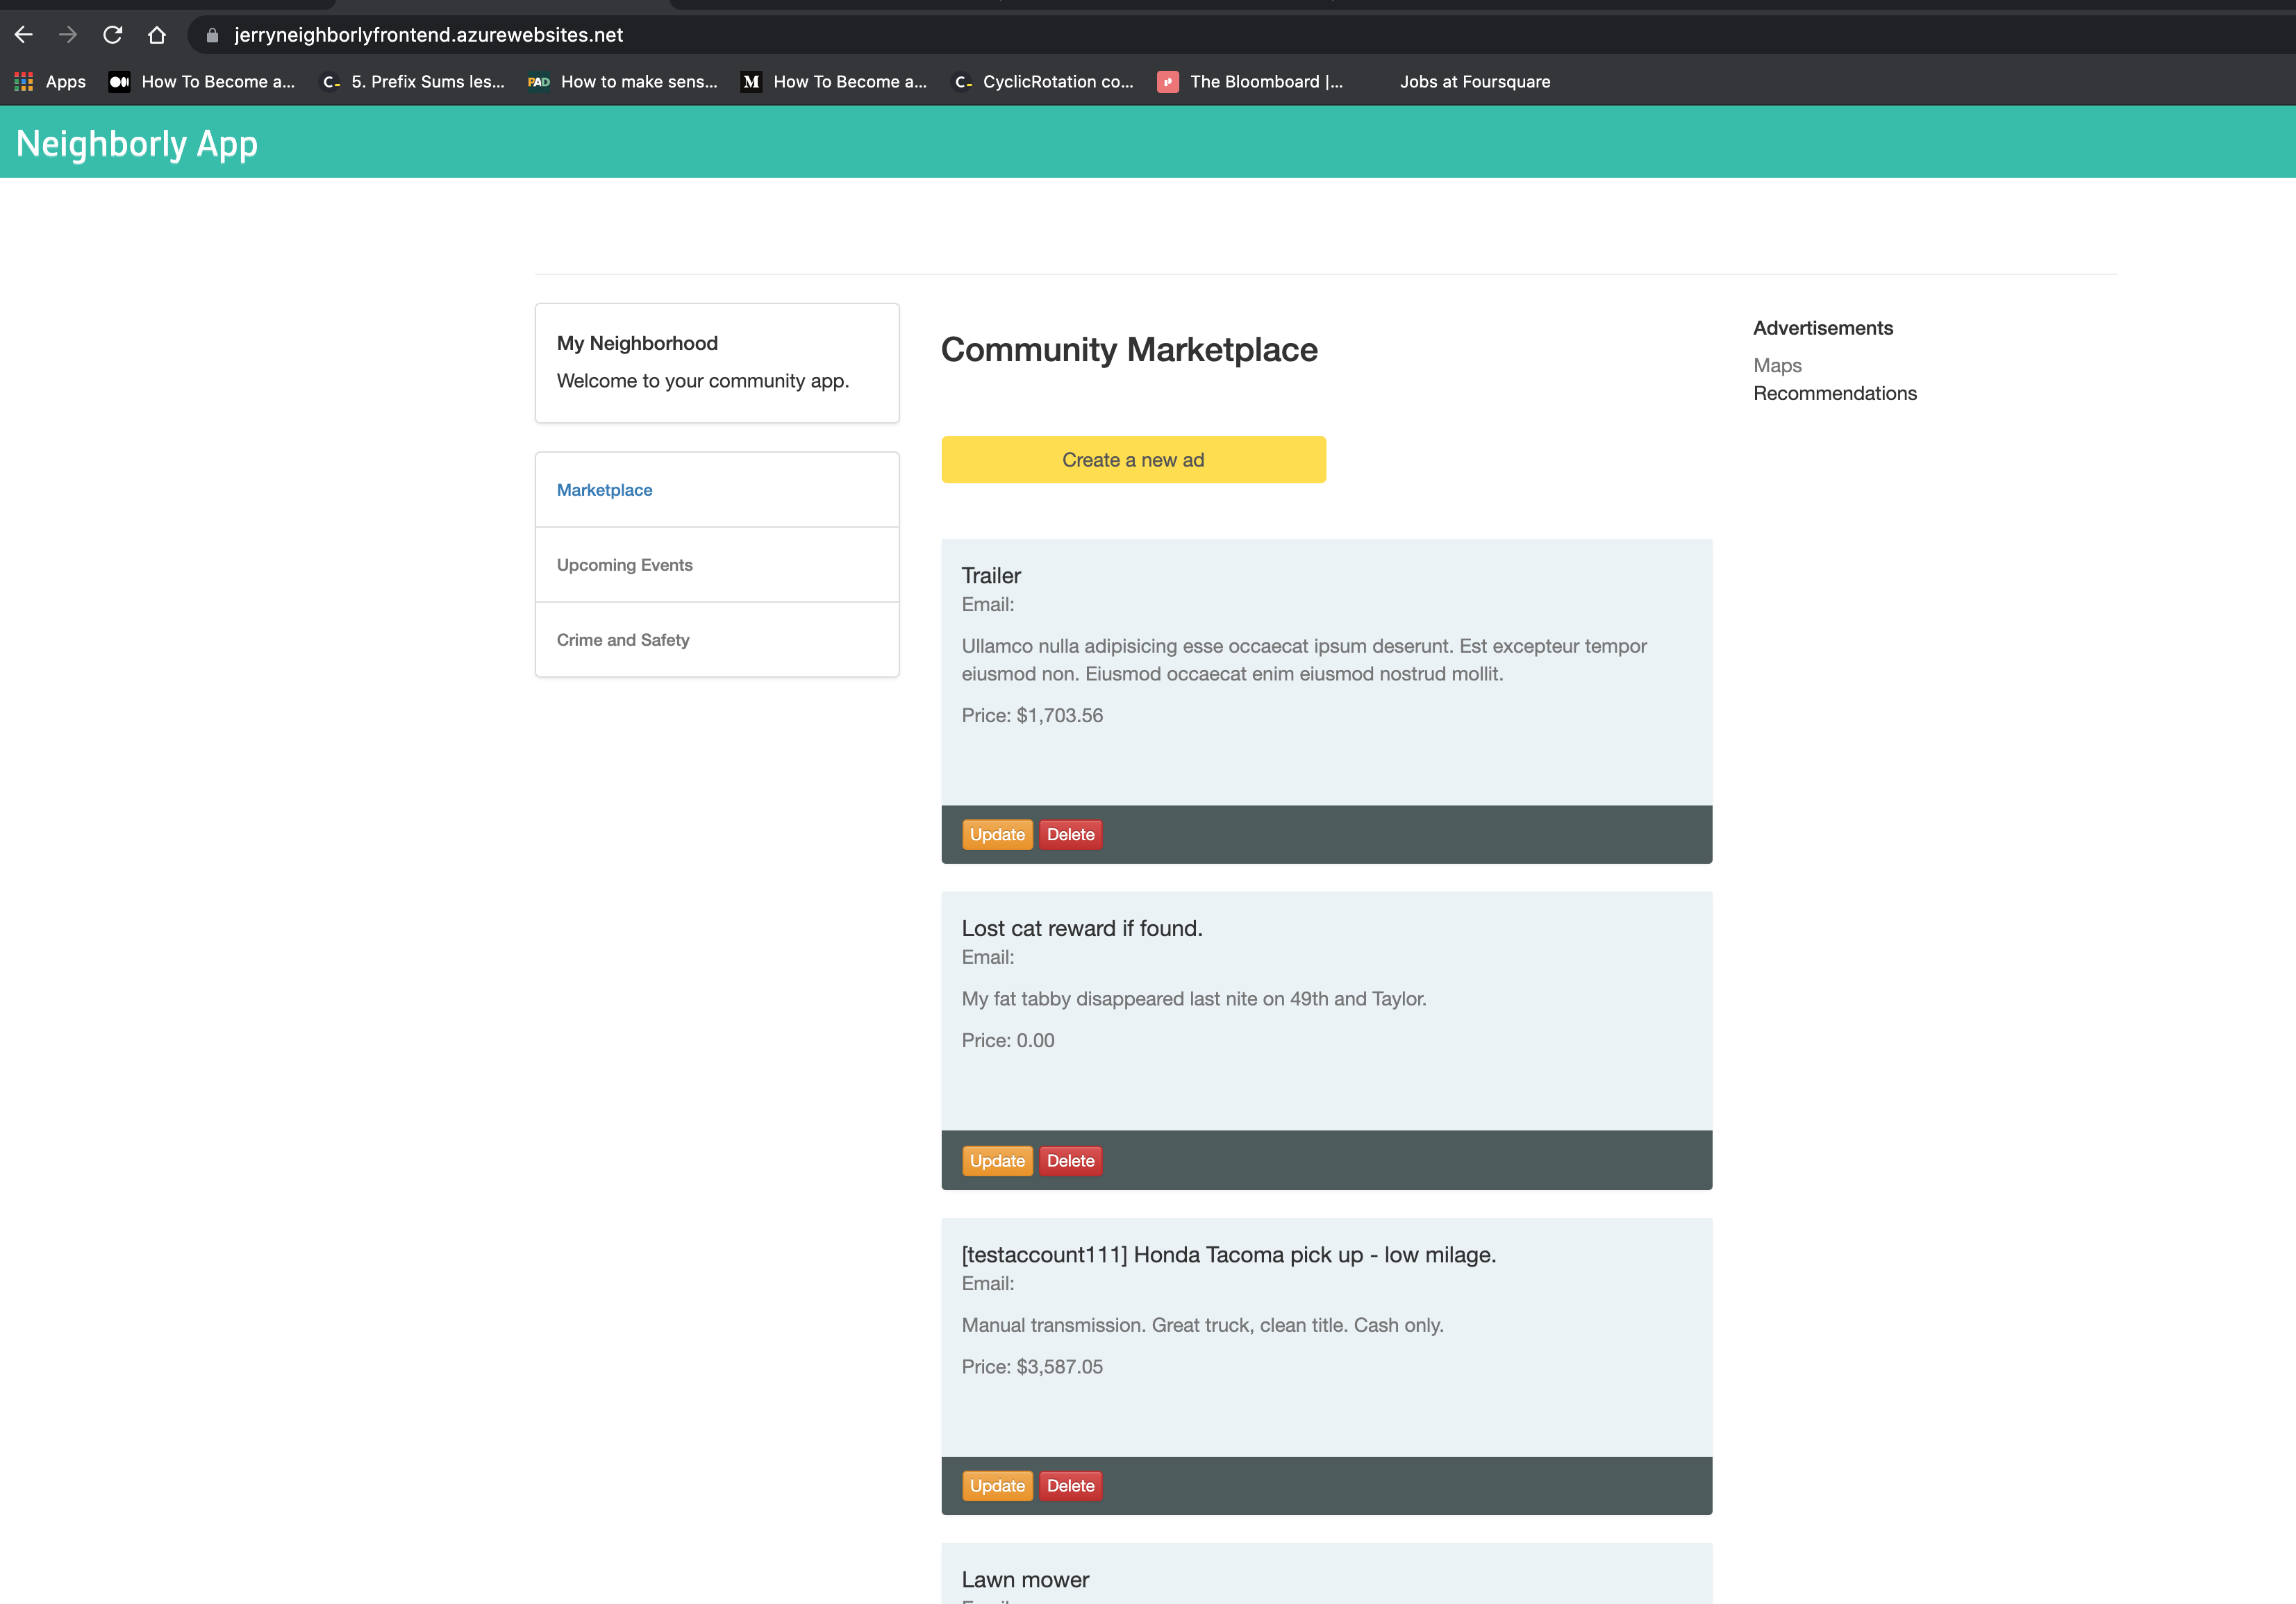 jerryneighborlyfrontend.azurewebsites.net
Apps
How To Become a...
5. Prefix Sums les...
PAD How to make sens...
M How To Become a...
CyclicRotation co...
The Bloomboard |...
Jobs at Foursquare
Neighborly App
My Neighborhood
Welcome to your community app.
Marketplace
Upcoming Events
Crime and Safety
Community Marketplace
Create a new ad
Trailer
Email:
Ullamco nulla adipisicing esse occaecat ipsum deserunt. Est excepteur tempor
eiusmod non. Eiusmod occaecat enim eiusmod nostrud mollit.
Price: $1,703.56
Update Delete
Lost cat reward if found.
Email:
My fat tabby disappeared last nite on 49th and Taylor.
Price: 0.00
Update Delete
[testaccount111] Honda Tacoma pick up - low milage.
Email:
Manual transmission. Great truck, clean title. Cash only.
Price: $3,587.05
Update Delete
Lawn mower
Advertisements
Maps
Recommendations